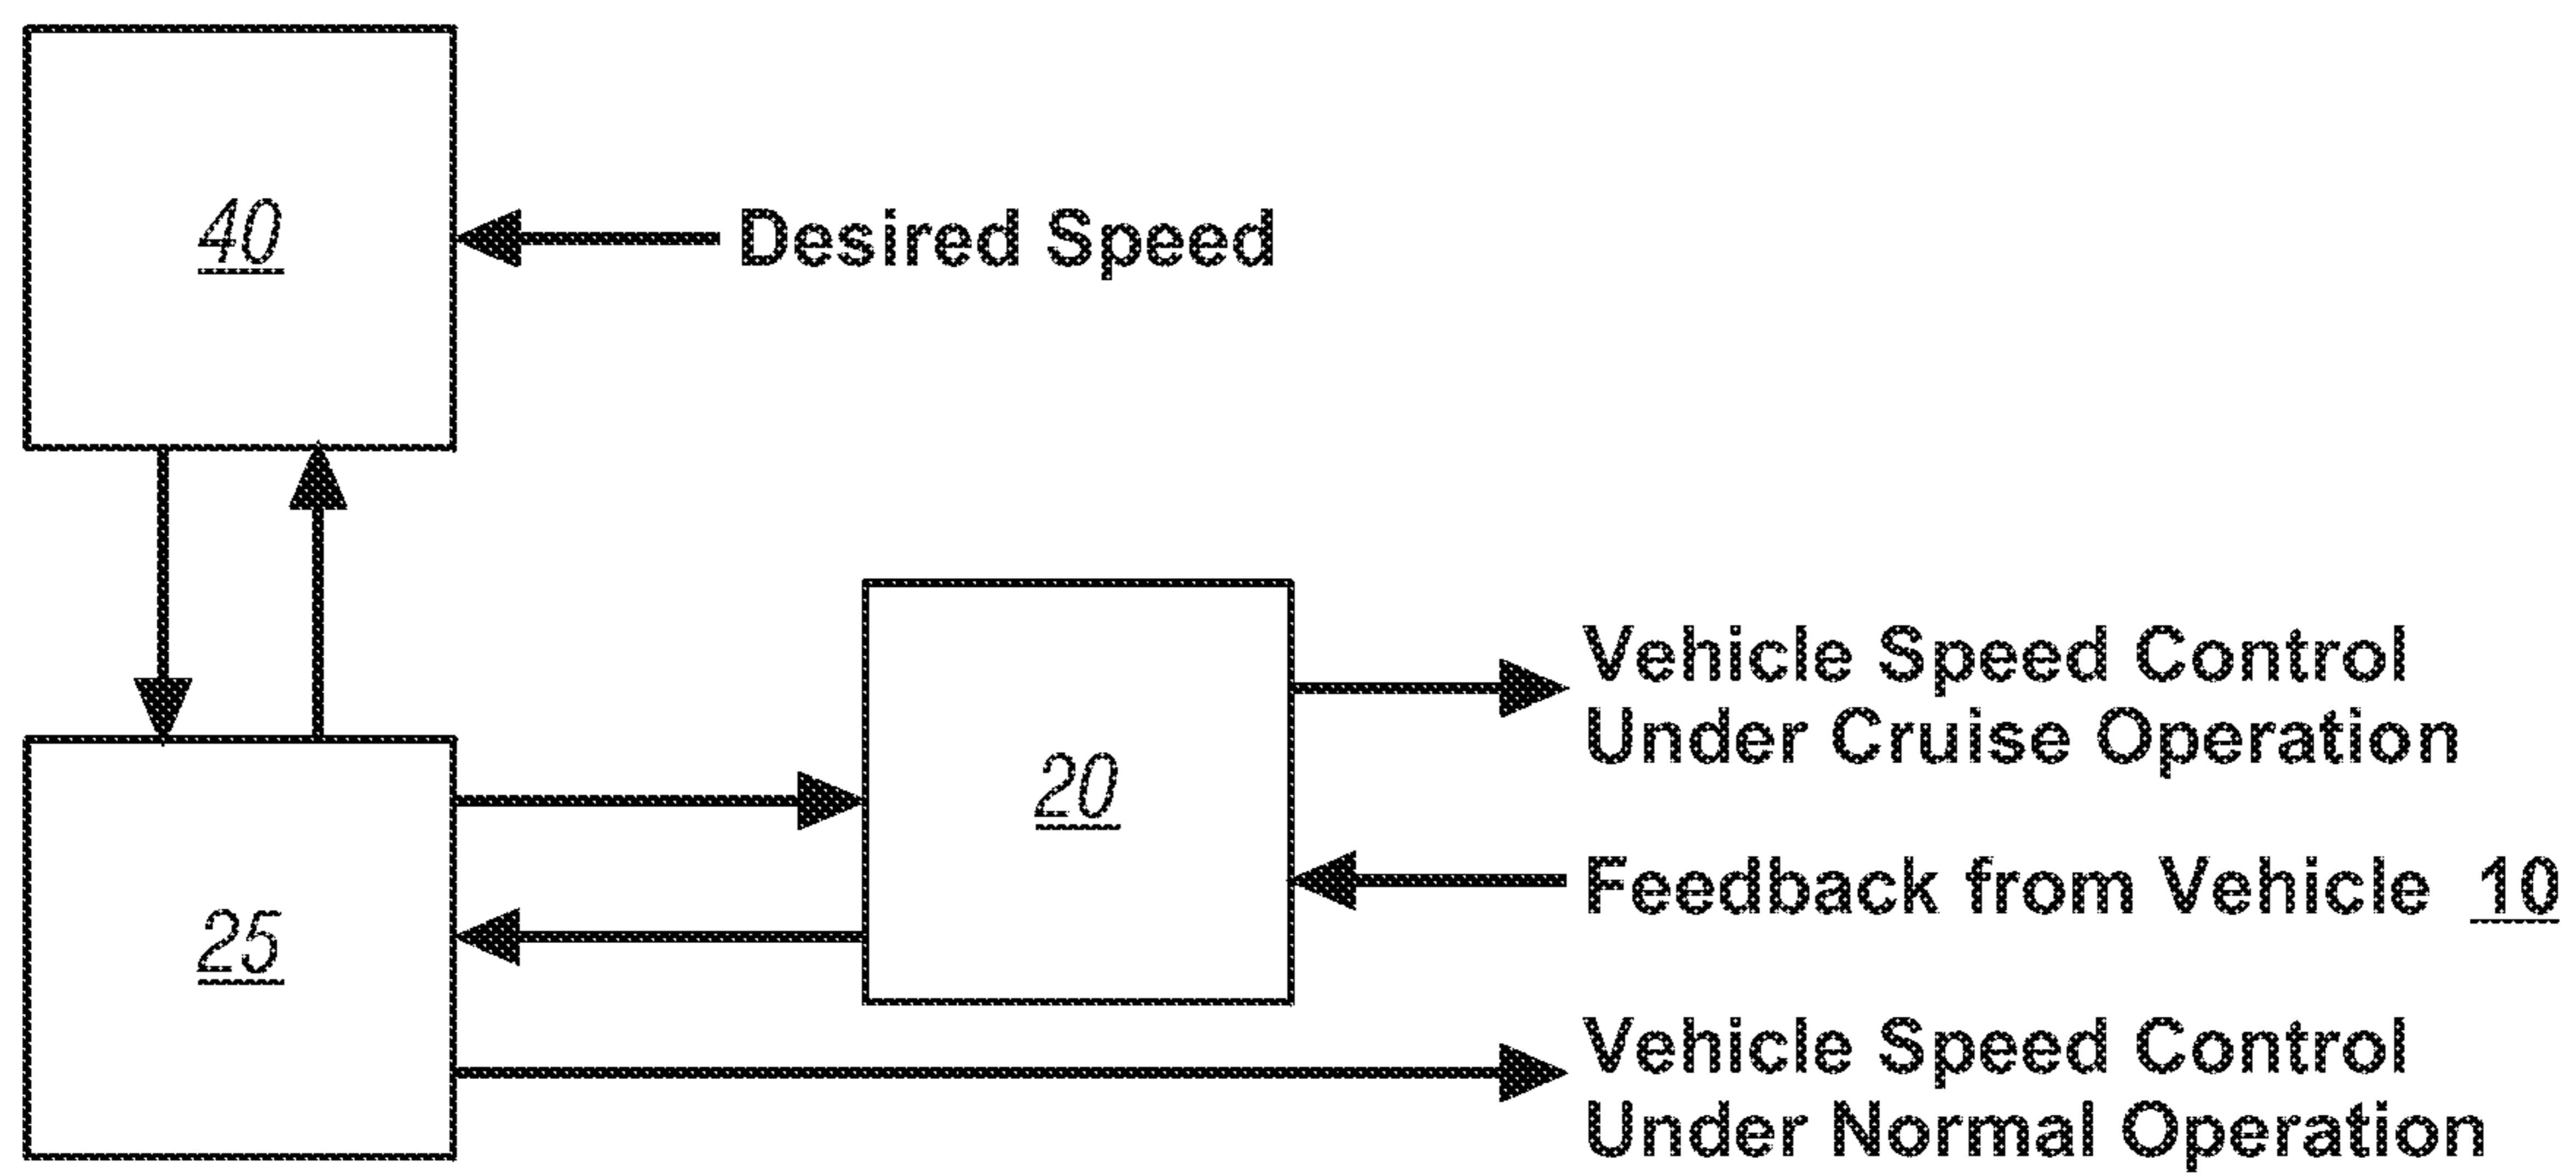 40
Desired Speed
20
Vehicle Speed Control
Under Cruise Operation
Feedback from Vehicle 10
25
Vehicle Speed Control
Under Normal Operation